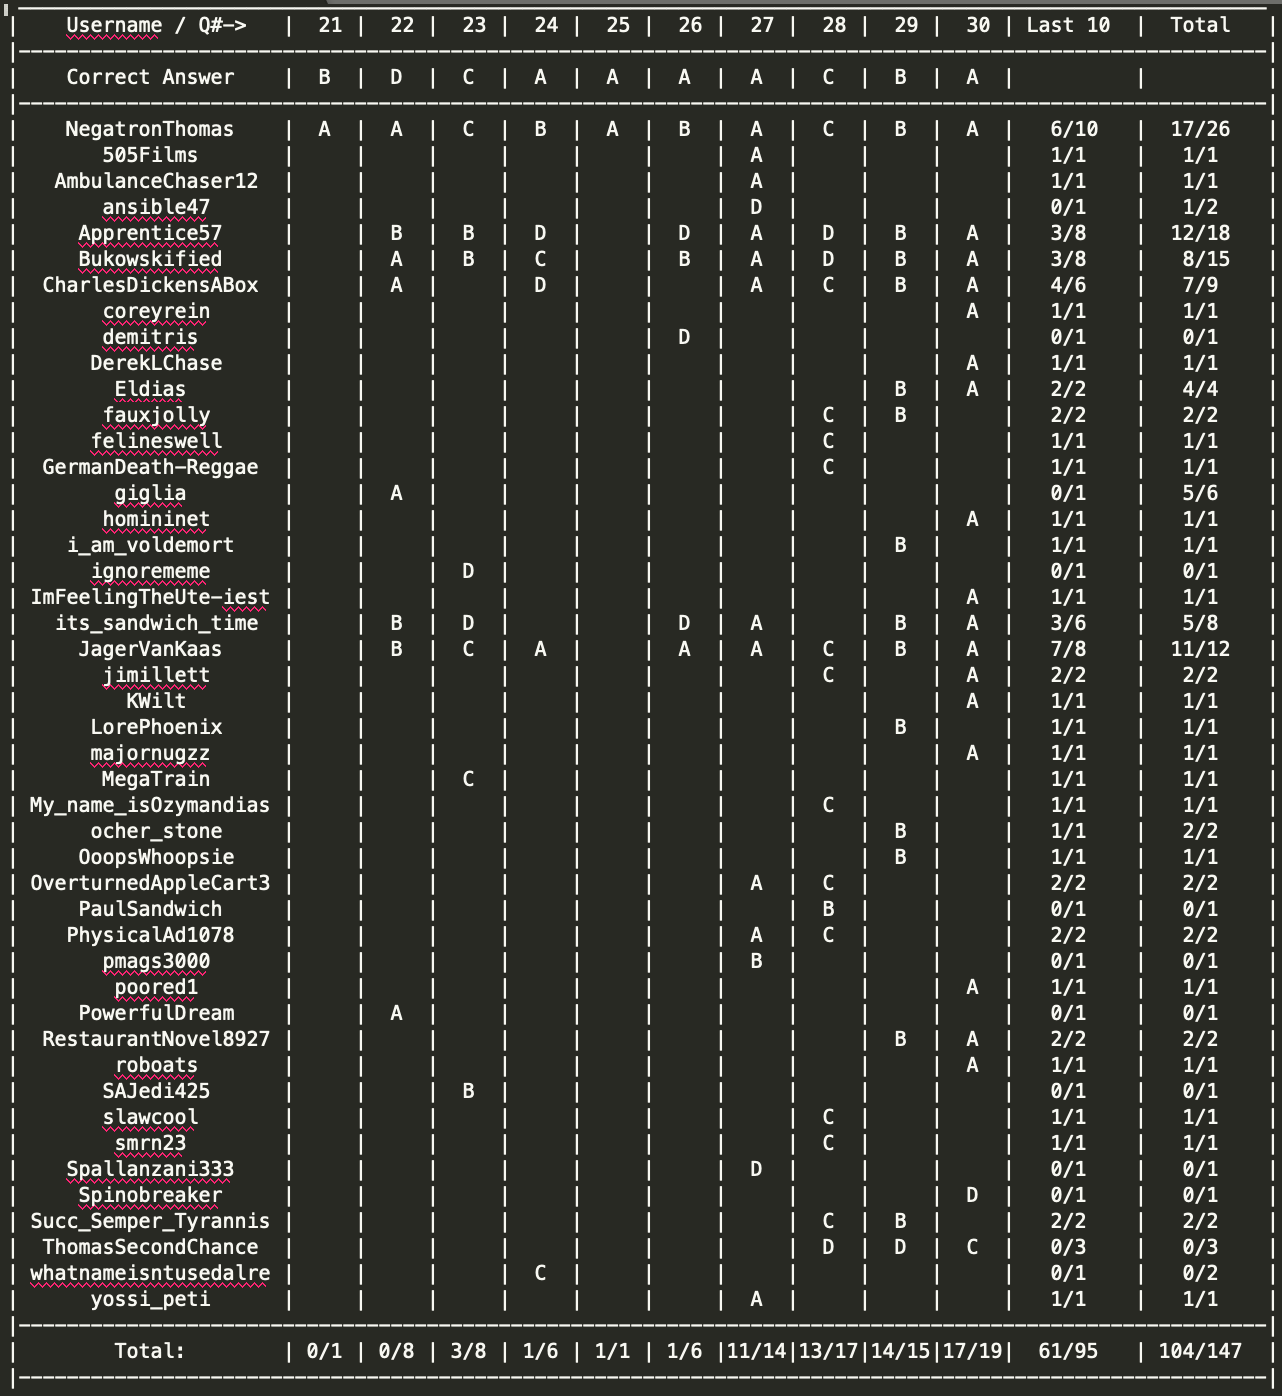 Username / Q#–> | 21 | 22 | 23 | 24 | 25 | 26 | 27 | 28 | 29 | 30 | Last 10 | Total
Correct Answer | B | D | C | A | A | A | A | C | B | A | | |
NegatronThomas | A | A | C | B | A | B | A | C | B | A | 6/10 | 17/26 |
505Films | | | | | | | A | | | | 1/1 | 1/1 |
AmbulanceChaser12 | | | | | | | A | | | | 1/1 | 1/1 |
ansible47 | | | | | | | D | | | | 0/1 | 1/2 |
Apprentice57 | | B | B | D | | D | A | D | B | A | 3/8 | 12/18 |
Bukowskified | | A | B | C | | B | A | D | B | A | 3/8 | 8/15 |
CharlesDickensABox | | A | | D | | | A | C | B | A | 4/6 | 7/9 |
coreyrein | | | | | | | | | | A | 1/1 | 1/1 |
demitris | | | | | | D | | | | | 0/1 | 0/1 |
DerekLChase | | | | | | | | | | A | 1/1 | 1/1 |
Eldias | | | | | | | | | B | A | 2/2 | 4/4 |
fauxjolly | | | | | | | | C | B | | 2/2 | 2/2 |
felineswell | | | | | | | | C | | | 1/1 | 1/1 |
GermanDeath-Reggae | | | | | | | | C | | | 1/1 | 1/1 |
giglia | | A | | | | | | | | | 0/1 | 5/6 |
homininet | | | | | | | | | | A | 1/1 | 1/1 |
i_am_voldemort | | | | | | | | | B | | 1/1 | 1/1 |
ignorememe | | | D | | | | | | | | 0/1 | 0/1 |
ImFeelingTheUte-iest | | | | | | | | | | A | 1/1 | 1/1 |
its_sandwich_time | | B | D | | | D | A | | B | A | 3/6 | 5/8 |
JagerVanKaas | | B | C | A | | A | A | C | B | A | 7/8 | 11/12 |
jimillett | | | | | | | | C | | A | 2/2 | 2/2 |
KWilt | | | | | | | | | | A | 1/1 | 1/1 |
LorePhoenix | | | | | | | | | B | | 1/1 | 1/1 |
majornugzz | | | | | | | | | | A | 1/1 | 1/1 |
MegaTrain | | | C | | | | | | | | 1/1 | 1/1 |
My_name_isOzymandias | | | | | | | | C | | | 1/1 | 1/1 |
ocher_stone | | | | | | | | | B | | 1/1 | 2/2 |
OoopsWhoopsie | | | | | | | | | B | | 1/1 | 1/1 |
OverturnedAppleCart3 | | | | | | | A | C | | | 2/2 | 2/2 |
PaulSandwich | | | | | | | | B | | | 0/1 | 0/1 |
PhysicalAd1078 | | | | | | | A | C | | | 2/2 | 2/2 |
pmags3000 | | | | | | | B | | | | 0/1 | 0/1 |
poored1 | | | | | | | | | | A | 1/1 | 1/1 |
PowerfulDream | | A | | | | | | | | | 0/1 | 0/1 |
RestaurantNovel8927 | | | | | | | | | B | A | 2/2 | 2/2 |
roboats | | | | | | | | | | A | 1/1 | 1/1 |
SAJedi425 | | | B | | | | | | | | 0/1 | 0/1 |
slawcool | | | | | | | | C | | | 1/1 | 1/1 |
smrn23 | | | | | | | | C | | | 1/1 | 1/1 |
Spallanzani333 | | | | | | | D | | | | 0/1 | 0/1 |
Spinobreaker | | | | | | | | | | D | 0/1 | 0/1 |
Succ_Semper_Tyrannis | | | | | | | | C | B | | 2/2 | 2/2 |
ThomasSecondChance | | | | | | | | D | D | C | 0/3 | 0/3 |
whatnameisntusedalre | | | | C | | | | | | | 0/1 | 0/2 |
yossi_peti | | | | | | | A | | | | 1/1 | 1/1 |
Total: | 0/1 | 0/8 | 3/8 | 1/6 | 1/1 | 1/6 |11/14|13/17|14/15|17/19| 61/95 | 104/147 |